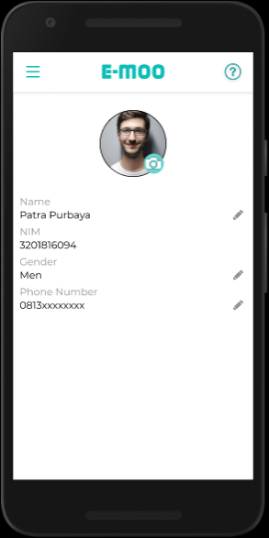 E-MOO
?
Name
Patra Purbaya
NIM
3201816094
Gender
Men
Phone Number
0813xxxxxxxx